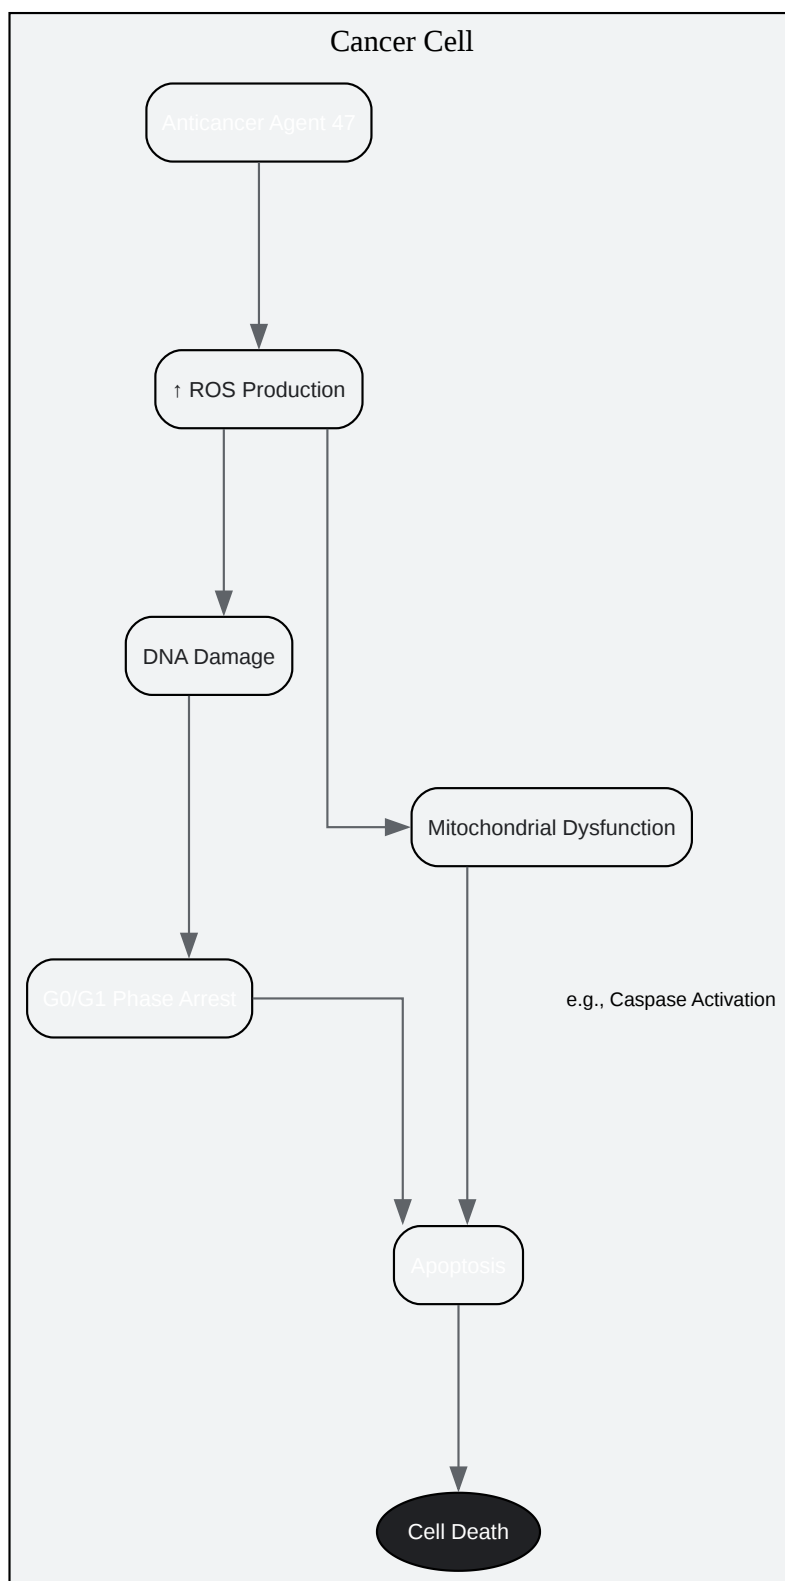 Cancer Cell
Anticancer Agent 47
↑ ROS Production
DNA Damage
Mitochondrial Dysfunction
G0/G1 Phase Arrest
e.g., Caspase Activation
Apoptosis
Cell Death